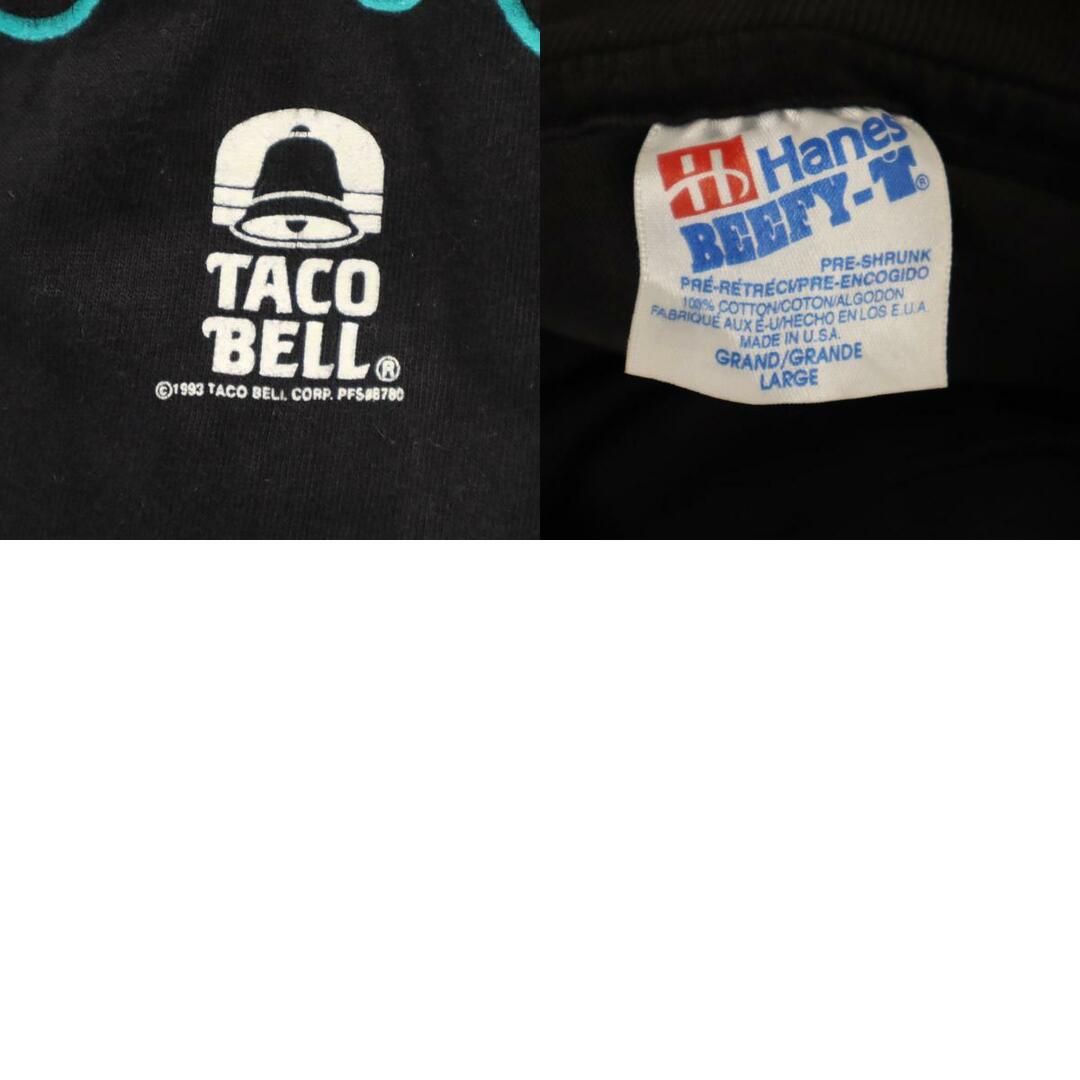 TACO
BELL®
©1993 TACO BELL CORP. PFS#8780
Hanes
BEEFY-T®
PRE-SHRUNK
PRÉ-RÉTRÉCI/PRE-ENCOGIDO
100% COTTON/COTON/ALGODON
FABRIQUE AUX É-U/HECHO EN LOS E.U.A.
MADE IN U.S.A.
GRAND/GRANDE
LARGE